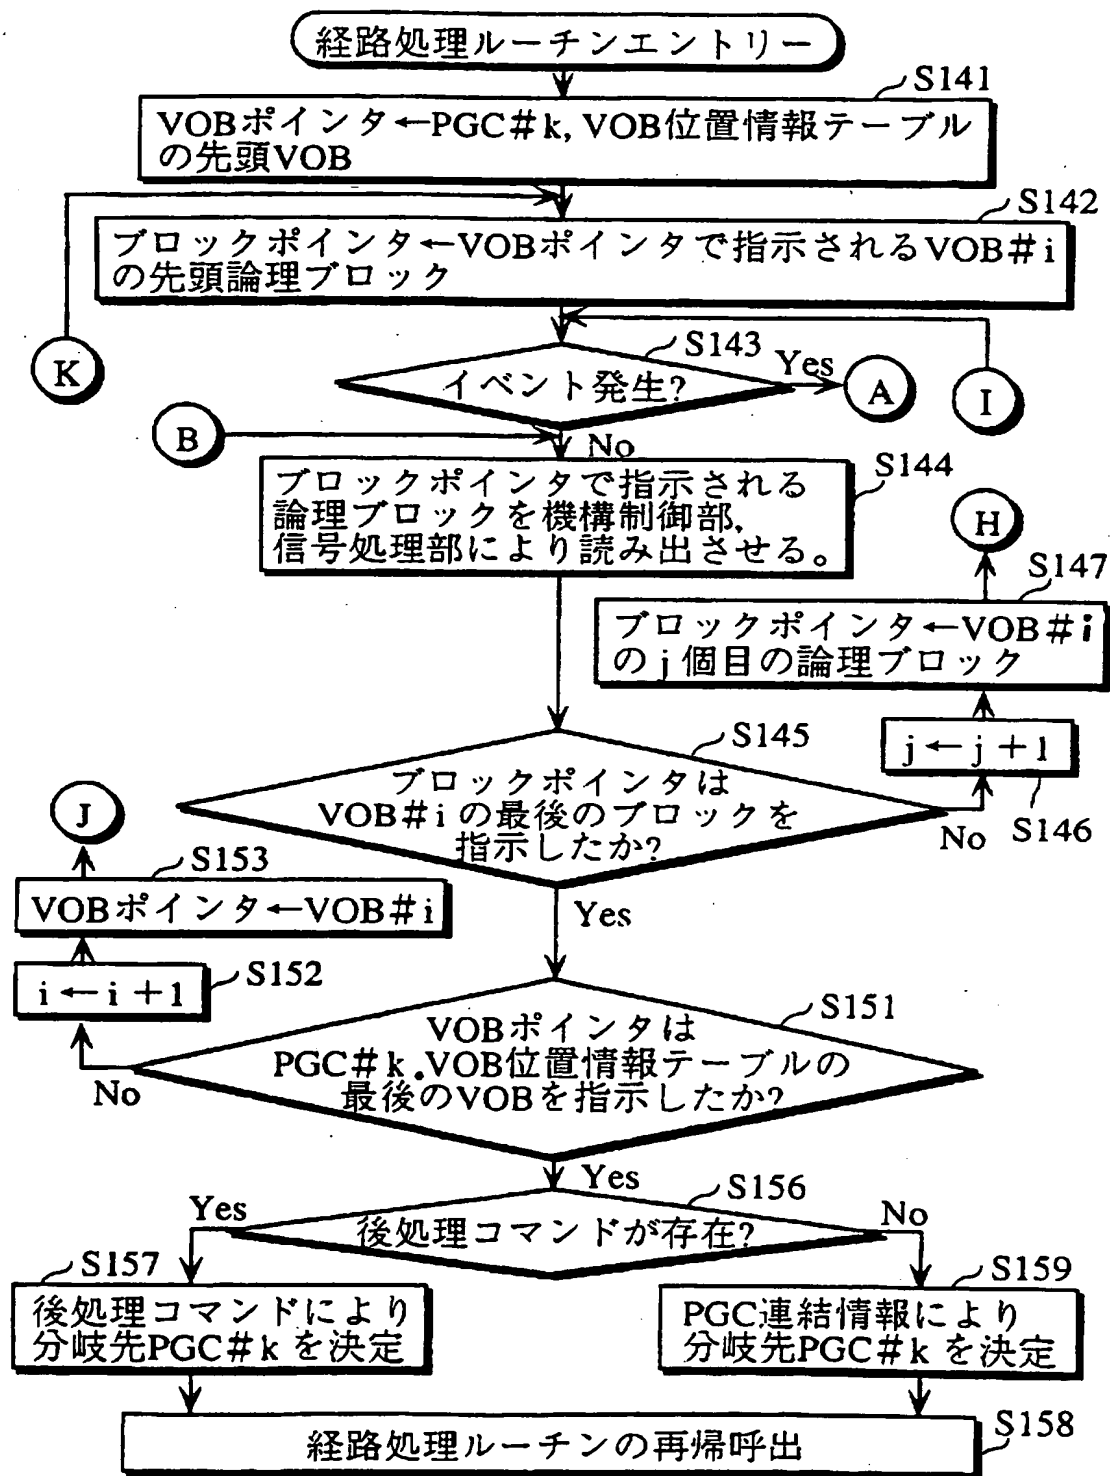 経路処理ルーチンエントリー
S141
VOBポインタ←PGC#k, VOB位置情報テーブル
の先頭VOB
S142
ブロックポインタ←VOBポインタで指示されるVOB#i
の先頭論理ブロック
K
S143
イベント発生?
Yes
A
I
B
No
S144
ブロックポインタで指示される
論理ブロックを機構制御部,
信号処理部により読み出させる。
H
S147
ブロックポインタ←VOB#i
のj個目の論理ブロック
j←j+1
S146
S145
ブロックポインタは
VOB#iの最後のブロックを
指示したか?
No
Yes
J
S153
VOBポインタ←VOB#i
S152
i←i+1
S151
VOBポインタは
PGC#k.VOB位置情報テーブルの
最後のVOBを指示したか?
No
Yes
S156
後処理コマンドが存在?
Yes
No
S157
後処理コマンドにより
分岐先PGC#kを決定
S159
PGC連結情報により
分岐先PGC#kを決定
S158
経路処理ルーチンの再帰呼出